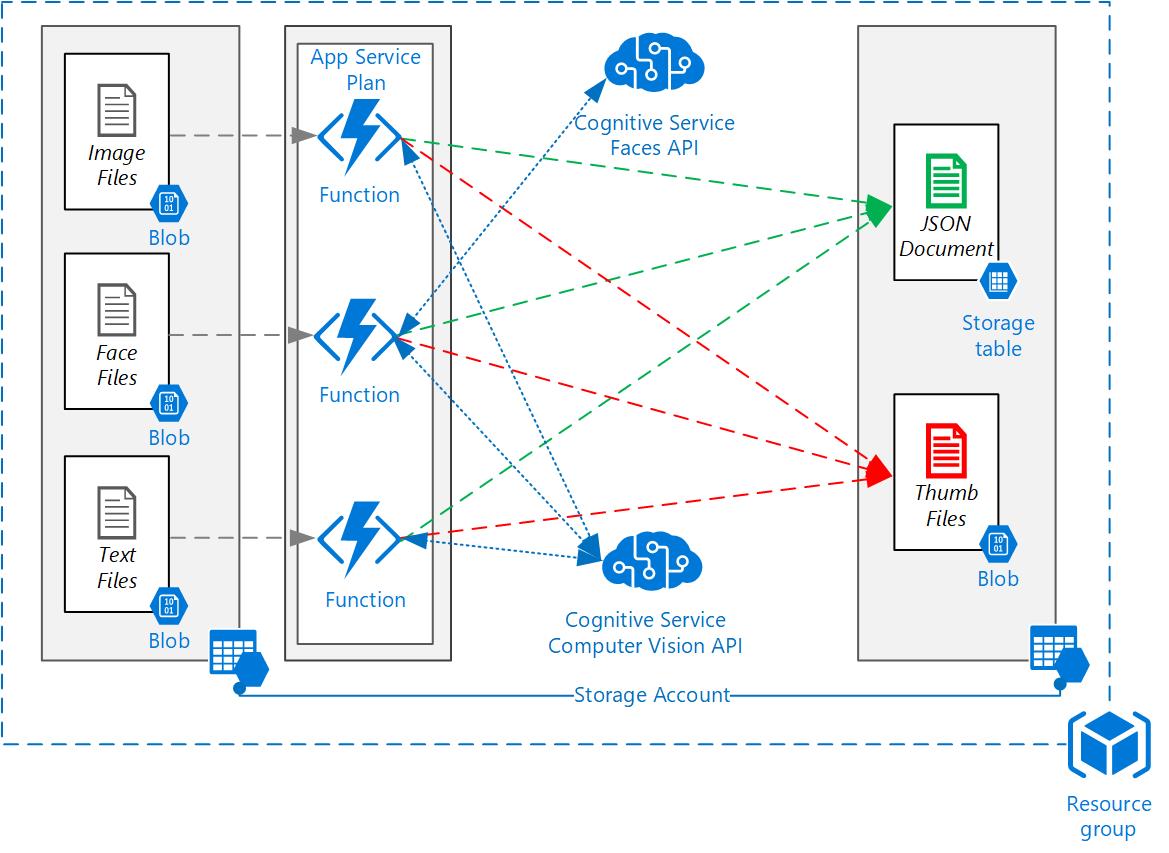 Image
Files
Blob
Face
Files
Blob
Text
Files
Blob
App Service
Plan
Function
Function
Function
Cognitive Service
Faces API
Cognitive Service
Computer Vision API
JSON
Document
Storage
table
Thumb
Files
Blob
Storage Account
Resource
group
10
01
10
01
10
01
10
01